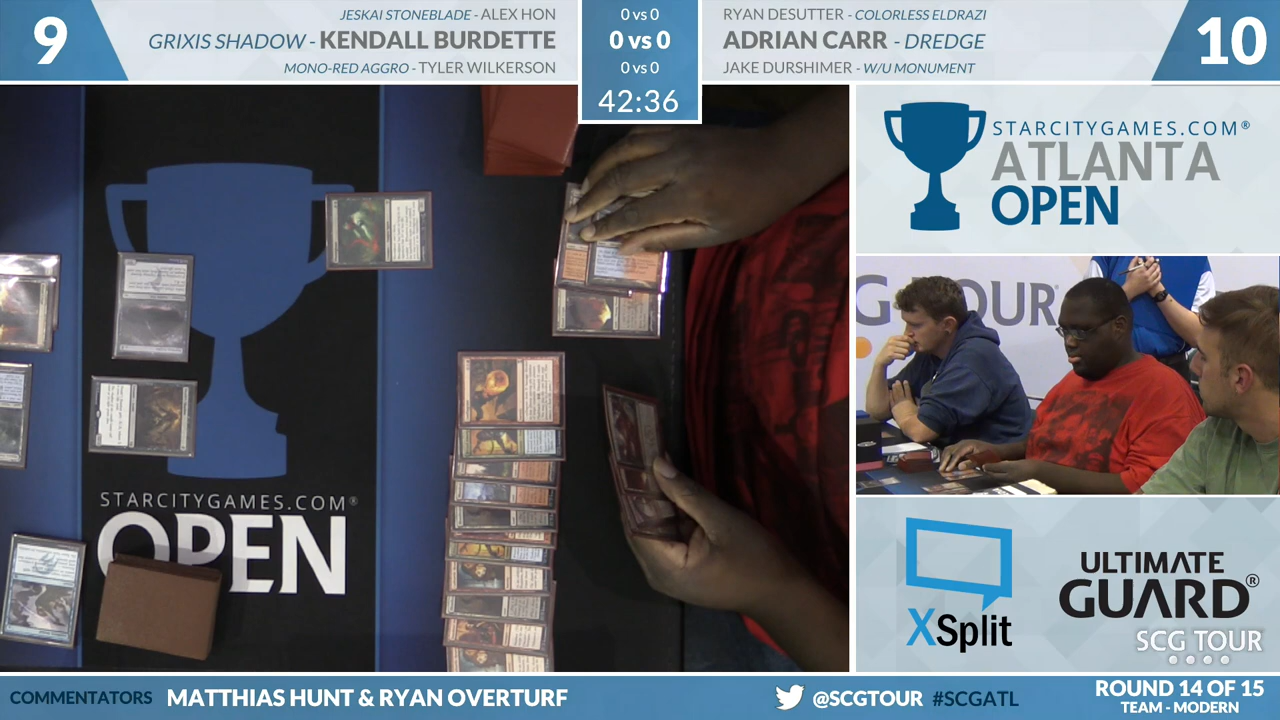 9
JESKAI STONEBLADE - ALEX HON
GRIXIS SHADOW - KENDALL BURDETTE
MONO-RED AGGRO - TYLER WILKERSON
0 vs 0
0 vs 0
0 vs 0
42:36
RYAN DESUTTER - COLORLESS ELDRAZI
ADRIAN CARR - DREDGE
JAKE DURSHIMER - W/U MONUMENT
10
STARCITYGAMES.COM®
OPEN
STARCITYGAMES.COM®
ATLANTA
OPEN
G-TOUR
XSplit
ULTIMATE
GUARD®
SCG TOUR
COMMENTATORS MATTHIAS HUNT & RYAN OVERTURF
@SCGTOUR #SCGATL
ROUND 14 OF 15
TEAM - MODERN